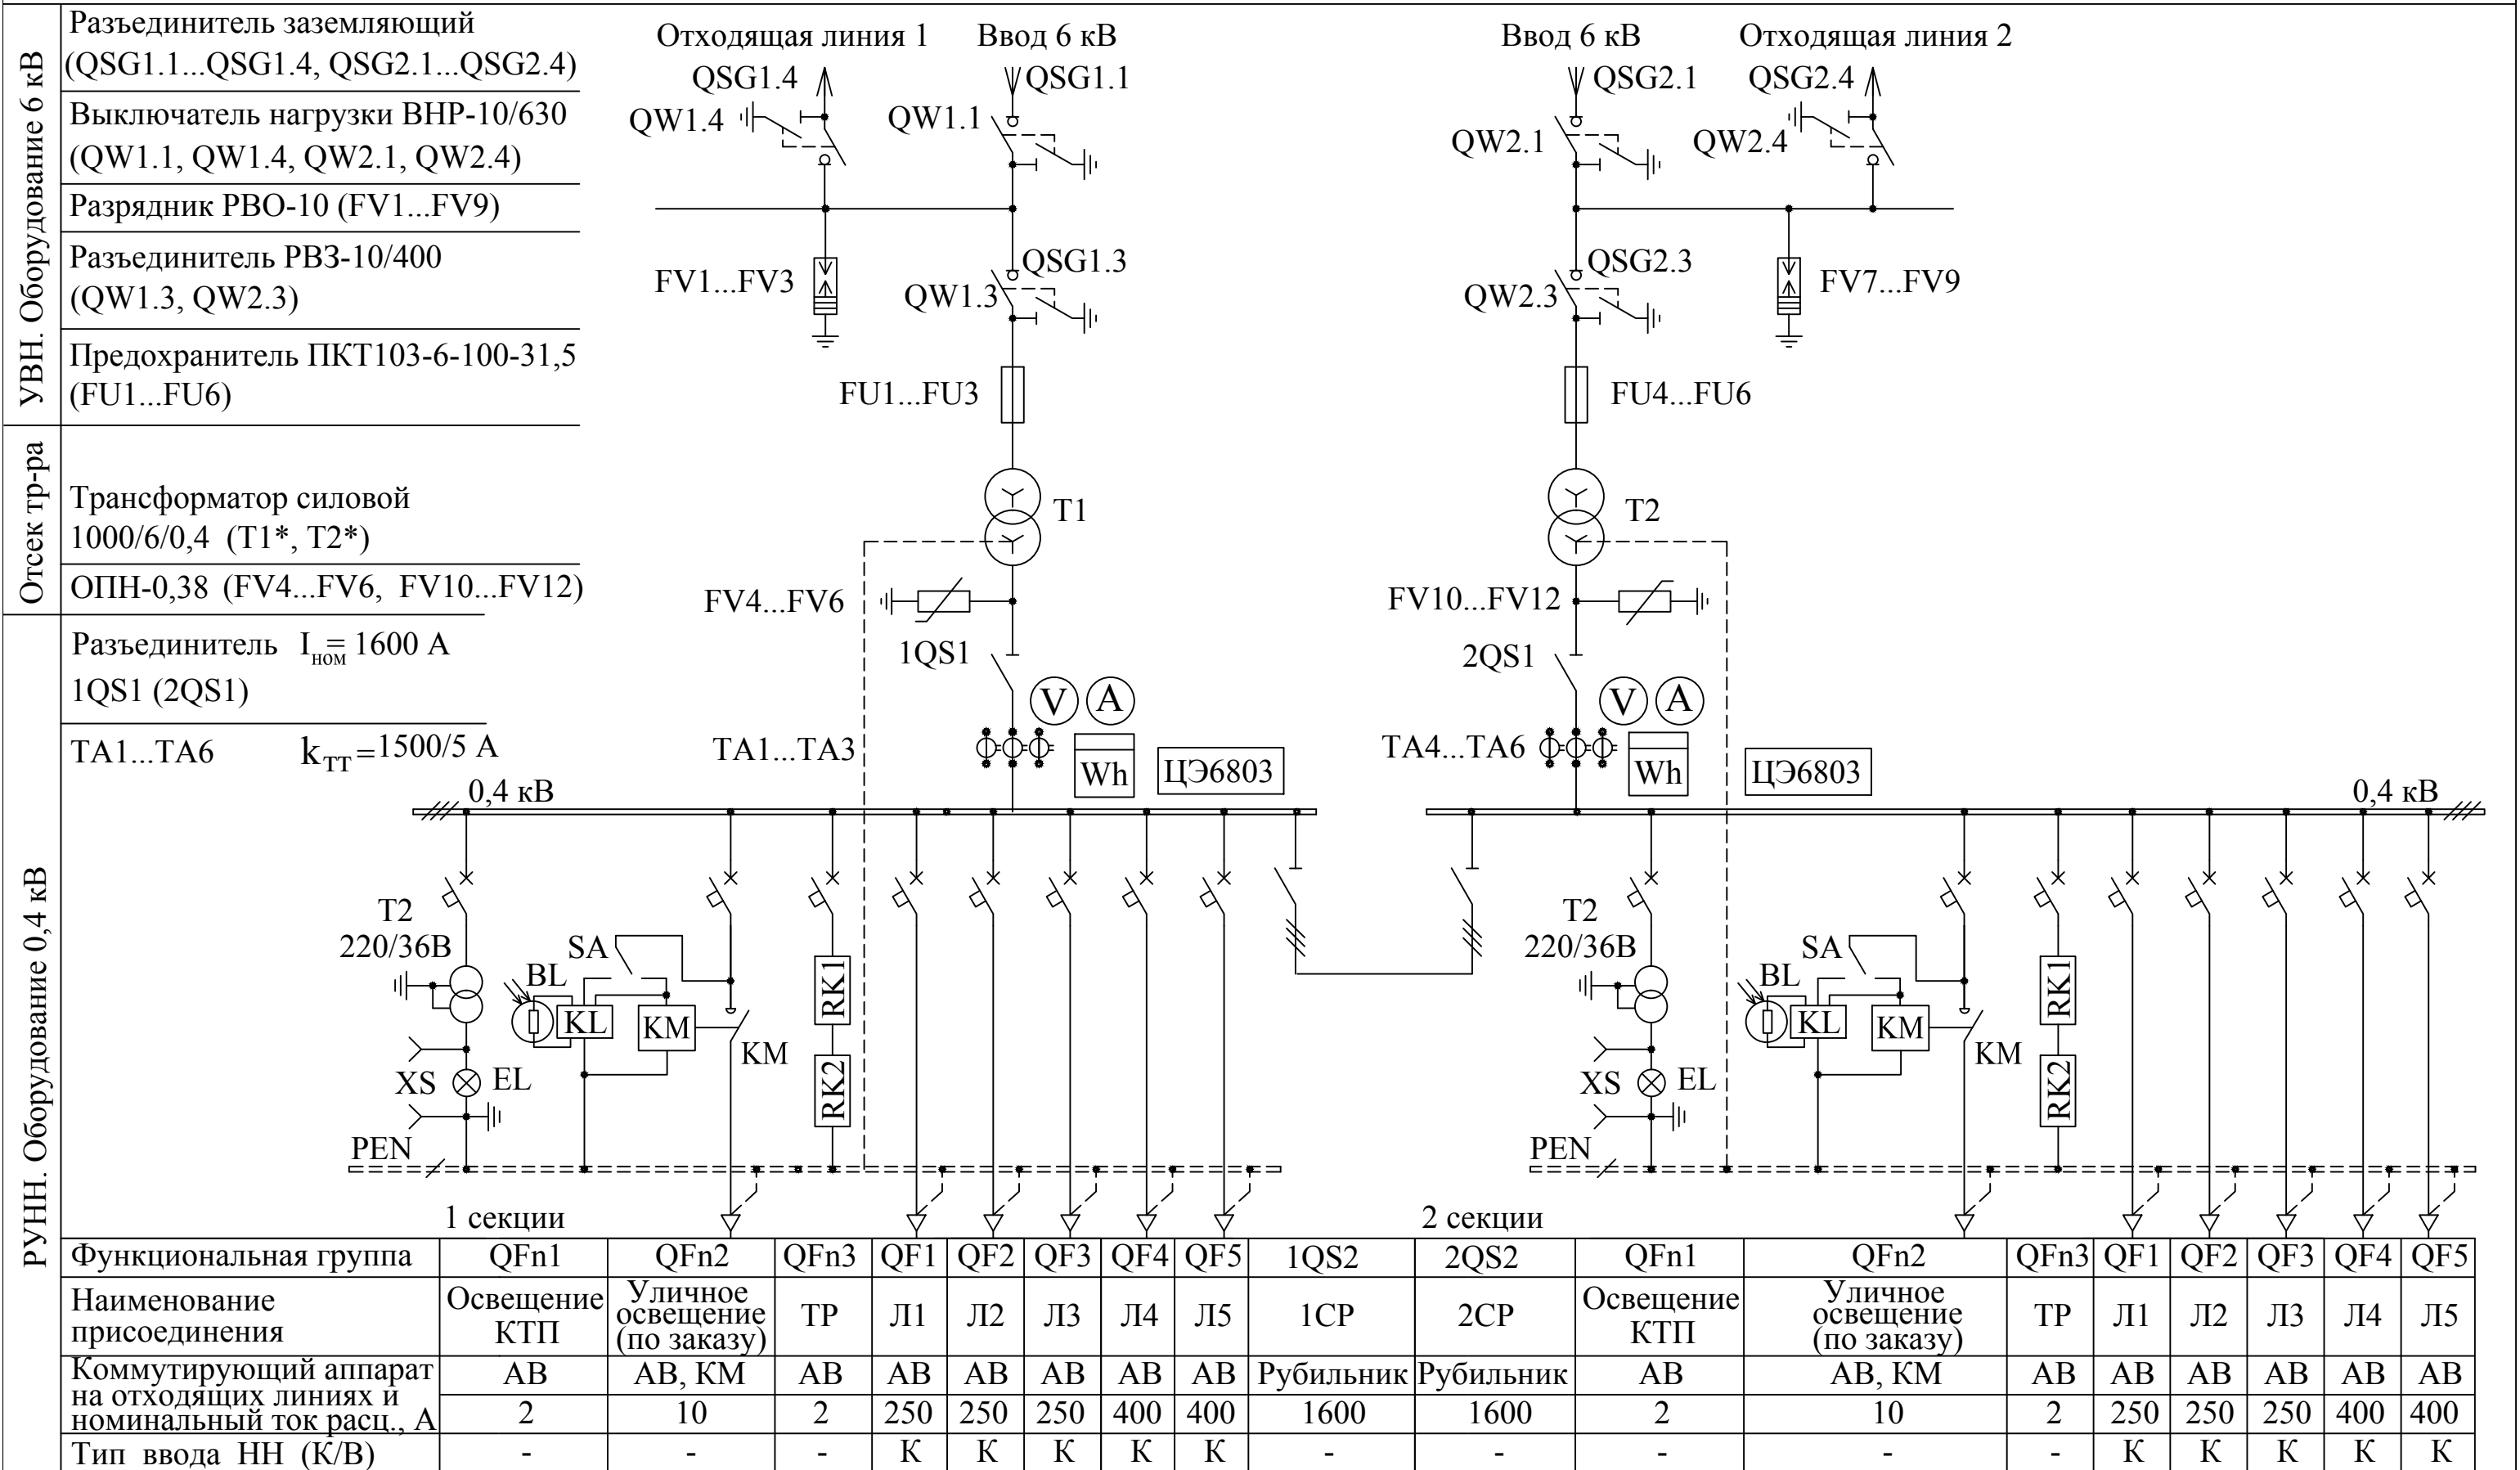 УВН. Оборудование 6 кВ
Разъединитель заземляющий
(QSG1.1...QSG1.4, QSG2.1...QSG2.4)
Выключатель нагрузки ВНР-10/630
(QW1.1, QW1.4, QW2.1, QW2.4)
Разрядник РВО-10 (FV1...FV9)
Разъединитель РВЗ-10/400
(QW1.3, QW2.3)
Предохранитель ПКТ103-6-100-31,5
(FU1...FU6)
Отсек тр-ра
Трансформатор силовой
1000/6/0,4 (Т1*, Т2*)
ОПН-0,38 (FV4...FV6, FV10...FV12)
РУНН. Оборудование 0,4 кВ
Разъединитель Iном = 1600 А
1QS1 (2QS1)
ТА1...ТА6 kТТ = 1500/5 А
Отходящая линия 1
Ввод 6 кВ
QSG1.4
QSG1.1
QW1.4
QW1.1
QSG1.3
FV1...FV3
QW1.3
FU1...FU3
Т1
FV4...FV6
1QS1
V
A
ТА1...ТА3
Wh
ЦЭ6803
0,4 кВ
Ввод 6 кВ
Отходящая линия 2
QSG2.1
QSG2.4
QW2.1
QW2.4
QSG2.3
QW2.3
FV7...FV9
FU4...FU6
Т2
FV10...FV12
2QS1
V
A
ТА4...ТА6
Wh
ЦЭ6803
0,4 кВ
Т2
220/36В
SA
BL
KL
KM
KM
RK1
RK2
XS
EL
PEN
1 секции
Т2
220/36В
SA
BL
KL
KM
KM
RK1
RK2
XS
EL
PEN
2 секции
Функциональная группа QFn1 QFn2 QFn3 QF1 QF2 QF3 QF4 QF5 1QS2 2QS2 QFn1 QFn2 QFn3 QF1 QF2 QF3 QF4 QF5
Наименование
присоединения
Освещение
КТП
Уличное
освещение
(по заказу)
ТР Л1 Л2 Л3 Л4 Л5 1СР 2СР
Освещение
КТП
Уличное
освещение
(по заказу)
ТР Л1 Л2 Л3 Л4 Л5
Коммутирующий аппарат
на отходящих линиях и
номинальный ток расц., А
АВ АВ, КМ АВ АВ АВ АВ АВ АВ Рубильник Рубильник АВ АВ, КМ АВ АВ АВ АВ АВ АВ
2 10 2 250 250 250 400 400 1600 1600 2 10 2 250 250 250 400 400
Тип ввода НН (К/В) - - - К К К К К - - - - - К К К К К